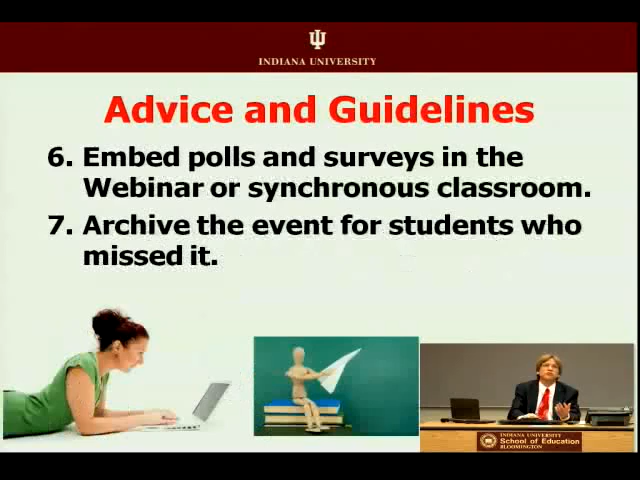 INDIANA UNIVERSITY
Advice and Guidelines
6. Embed polls and surveys in the
Webinar or synchronous classroom.
7. Archive the event for students who
missed it.
INDIANA UNIVERSITY
School of Education
BLOOMINGTON